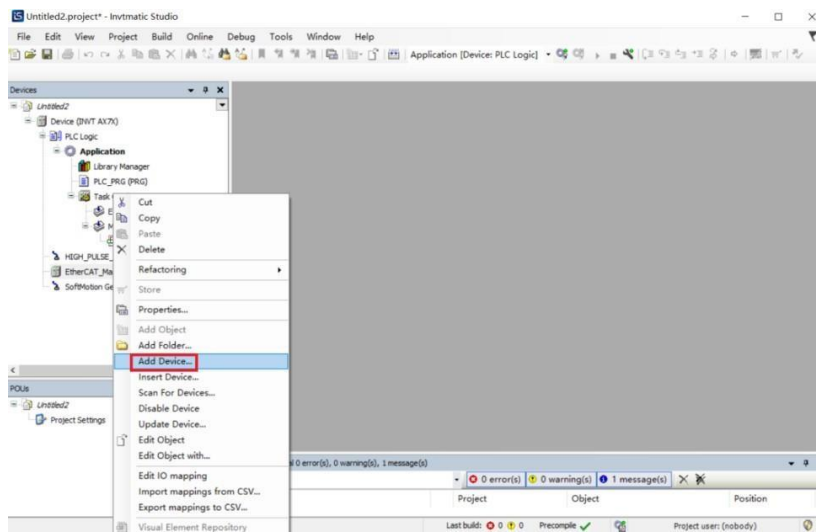 Untitled2.project* - Invtmatic Studio
File Edit View Project Build Online Debug Tools Window Help
Application [Device: PLC Logic]
Devices
Untitled2
Device (INVT AX7X)
PLC Logic
Application
Library Manager
PLC_PRG (PRG)
Task
HIGH_PULSE_
EtherCAT_Ma
SoftMotion Ge
Cut
Copy
Paste
Delete
Refactoring
Store
Properties...
Add Object
Add Folder...
Add Device...
Insert Device...
Scan For Devices...
Disable Device
Update Device...
Edit Object
Edit Object with...
Edit IO mapping
Import mappings from CSV...
Export mappings to CSV...
Visual Element Repository
POUs
Untitled2
Project Settings
0 error(s), 0 warning(s), 1 message(s)
0 error(s) 0 warning(s) 1 message(s)
Project Object Position
Last build: 0 0 Precompile Project user: (nobody)